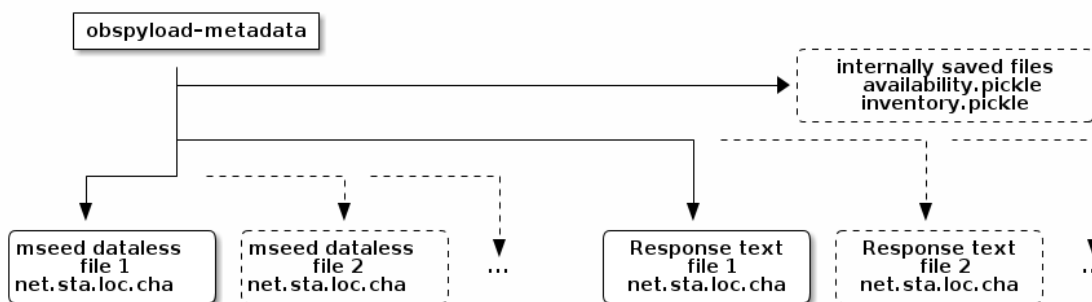 obspyload-metadata
internally saved files
availability.pickle
inventory.pickle
mseed dataless
file 1
net.sta.loc.cha
mseed dataless
file 2
net.sta.loc.cha
...
Response text
file 1
net.sta.loc.cha
Response text
file 2
net.sta.loc.cha
..